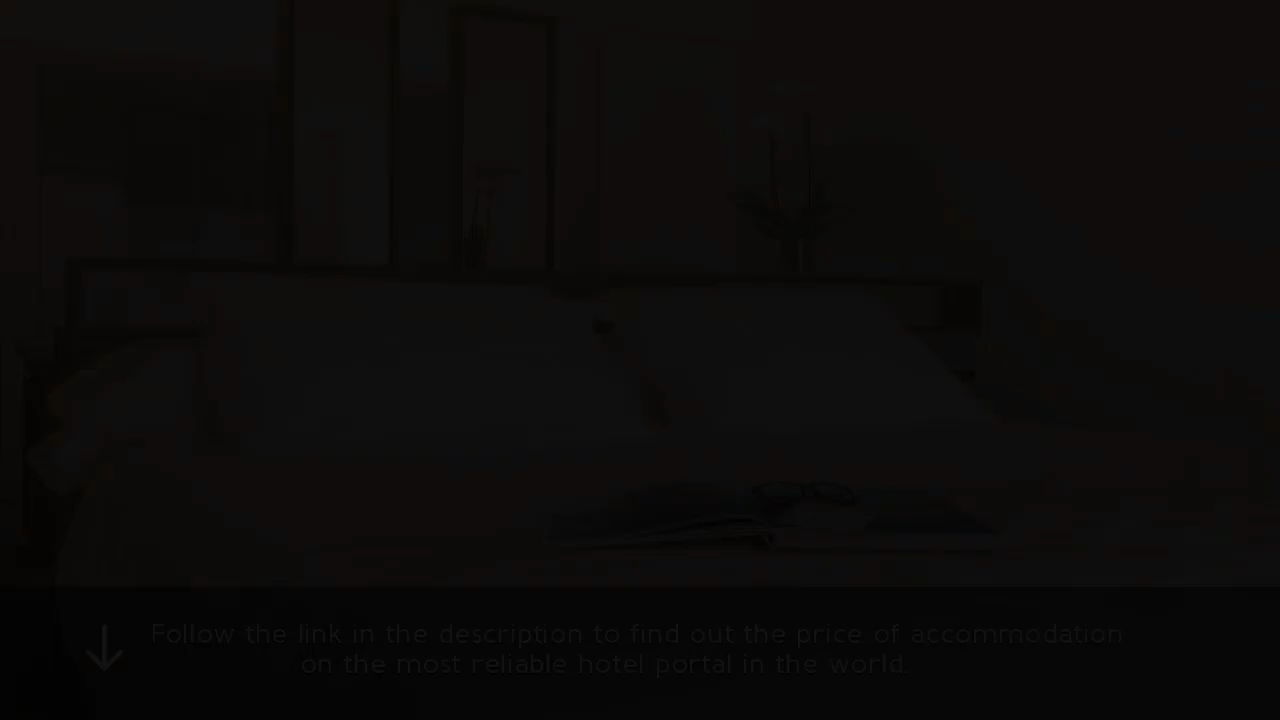 Follow the link in the description to find out the price of accommodation
on the most reliable hotel portal in the world.